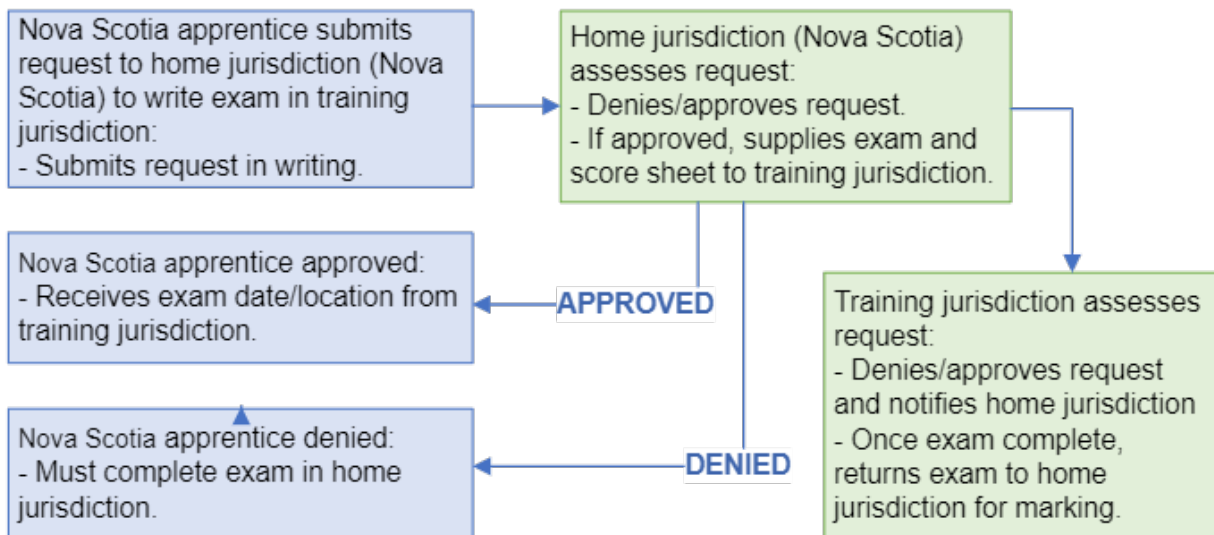 Nova Scotia apprentice submits
request to home jurisdiction (Nova
Scotia) to write exam in training
jurisdiction:
- Submits request in writing.
Home jurisdiction (Nova Scotia)
assesses request:
- Denies/approves request.
- If approved, supplies exam and
score sheet to training jurisdiction.
Nova Scotia apprentice approved:
- Receives exam date/location from
training jurisdiction.
APPROVED
Training jurisdiction assesses
request:
- Denies/approves request
and notifies home jurisdiction
- Once exam complete,
returns exam to home
jurisdiction for marking.
Nova Scotia apprentice denied:
- Must complete exam in home
jurisdiction.
DENIED